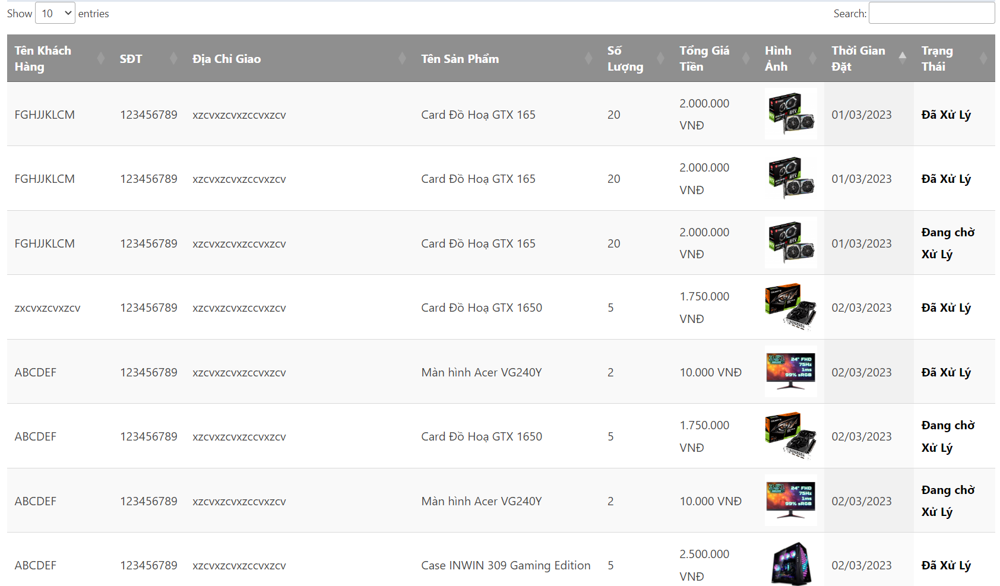 Show 10 entries Search:
Tên Khách Hàng SĐT Địa Chỉ Giao Tên Sản Phẩm Số Lượng Tổng Giá Tiền Hình Ảnh Thời Gian Đặt Trạng Thái
FGHJJKLCM 123456789 xzcvxzcvxzccvxzcv Card Đồ Hoạ GTX 165 20 2.000.000 VNĐ 01/03/2023 Đã Xử Lý
FGHJJKLCM 123456789 xzcvxzcvxzccvxzcv Card Đồ Hoạ GTX 165 20 2.000.000 VNĐ 01/03/2023 Đã Xử Lý
FGHJJKLCM 123456789 xzcvxzcvxzccvxzcv Card Đồ Hoạ GTX 165 20 2.000.000 VNĐ 01/03/2023 Đang chờ Xử Lý
zxcvxzcvxzcv 123456789 xzcvxzcvxzccvxzcv Card Đồ Hoạ GTX 1650 5 1.750.000 VNĐ 02/03/2023 Đã Xử Lý
ABCDEF 123456789 xzcvxzcvxzccvxzcv Màn hình Acer VG240Y 2 10.000 VNĐ 24" FHD 75Hz 1ms 99% sRGB 02/03/2023 Đã Xử Lý
ABCDEF 123456789 xzcvxzcvxzccvxzcv Card Đồ Hoạ GTX 1650 5 1.750.000 VNĐ 02/03/2023 Đang chờ Xử Lý
ABCDEF 123456789 xzcvxzcvxzccvxzcv Màn hình Acer VG240Y 2 10.000 VNĐ 24" FHD 75Hz 1ms 99% sRGB 02/03/2023 Đang chờ Xử Lý
ABCDEF 123456789 xzcvxzcvxzccvxzcv Case INWIN 309 Gaming Edition 5 2.500.000 VNĐ 02/03/2023 Đã Xử Lý